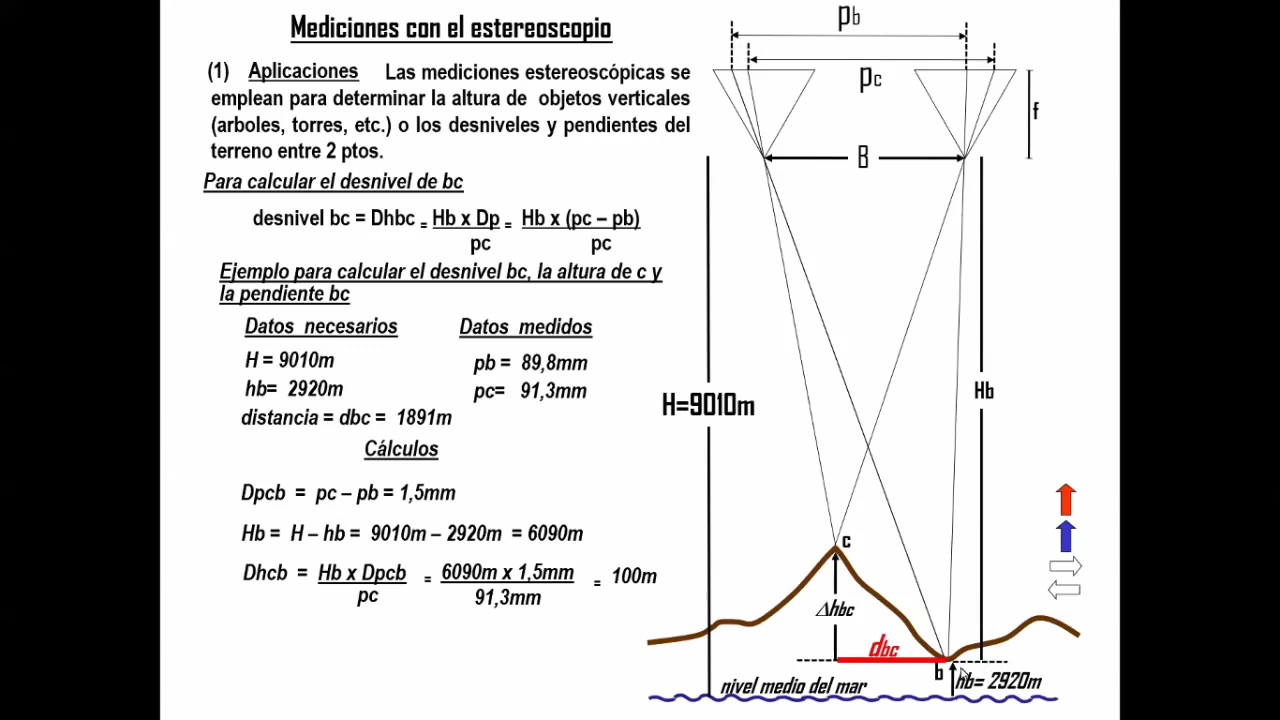 Mediciones con el estereoscopio
(1) Aplicaciones Las mediciones estereoscópicas se
emplean para determinar la altura de objetos verticales
(arboles, torres, etc.) o los desniveles y pendientes del
terreno entre 2 ptos.
Para calcular el desnivel de bc
desnivel bc = Dhbc = Hb x Dp = Hb x (pc – pb)
pc pc
Ejemplo para calcular el desnivel bc, la altura de c y
la pendiente bc
Datos necesarios Datos medidos
H = 9010m pb = 89,8mm
hb= 2920m pc= 91,3mm
distancia = dbc = 1891m
Cálculos
Dpcb = pc – pb = 1,5mm
Hb = H – hb = 9010m – 2920m = 6090m
Dhcb = Hb x Dpcb = 6090m x 1,5mm = 100m
pc 91,3mm
pb
pc
f
B
H=9010m
Hb
c
Δhbc
dbc
b
hb= 2920m
nivel medio del mar